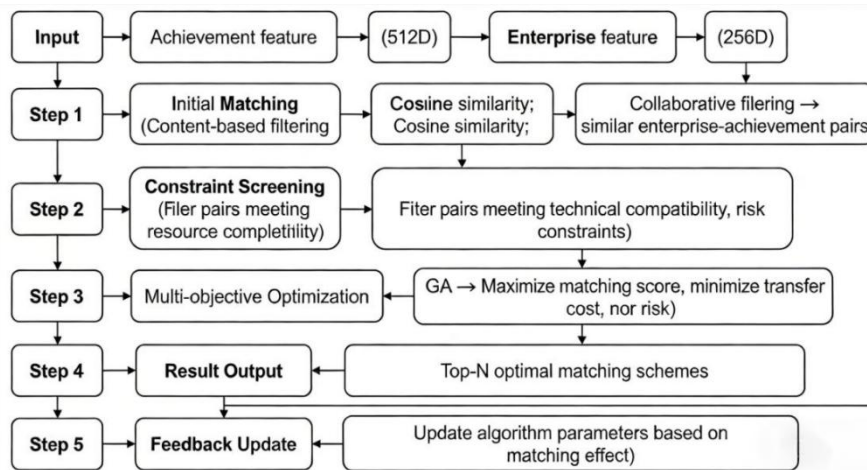 Input
Achievement feature
(512D)
Enterprise feature
(256D)
Step 1
Initial Matching
(Content-based filtering
Cosine similarity;
Cosine similarity;
Collaborative filering →
similar enterprise-achievement pairs
Step 2
Constraint Screening
(Filer pairs meeting
resource completility)
Fiter pairs meeting technical compatibility, risk
constraints)
Step 3
Multi-objective Optimization
GA → Maximize matching score, minimize transfer
cost, nor risk)
Step 4
Result Output
Top-N optimal matching schemes
Step 5
Feedback Update
Update algorithm parameters based on
matching effect)